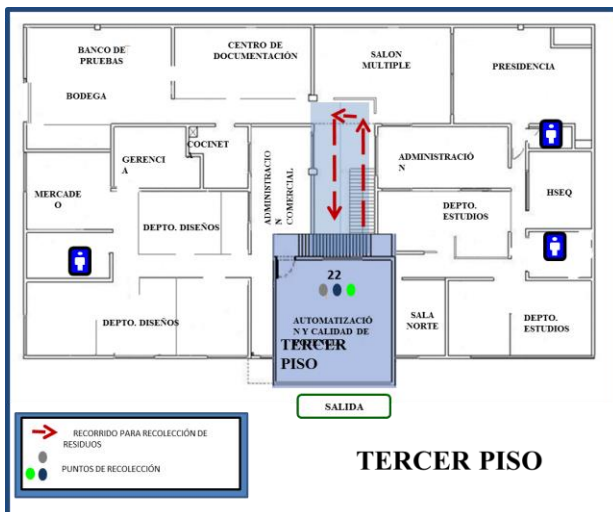 BANCO DE
PRUEBAS
BODEGA
CENTRO DE
DOCUMENTACIÓN
SALON
MULTIPLE
PRESIDENCIA
COCINET
GERENCI
A
MERCADE
O
ADMINISTRACIO
N
COMERCIAL
ADMINISTRACIÓ
N
HSEQ
DEPTO. DISEÑOS
DEPTO.
ESTUDIOS
22
DEPTO. DISEÑOS
AUTOMATIZACIÓ
N Y CALIDAD DE
TERCER
PISO
SALA
NORTE
DEPTO.
ESTUDIOS
SALIDA
RECORRIDO PARA RECOLECCIÓN DE
RESIDUOS
PUNTOS DE RECOLECCIÓN
TERCER PISO